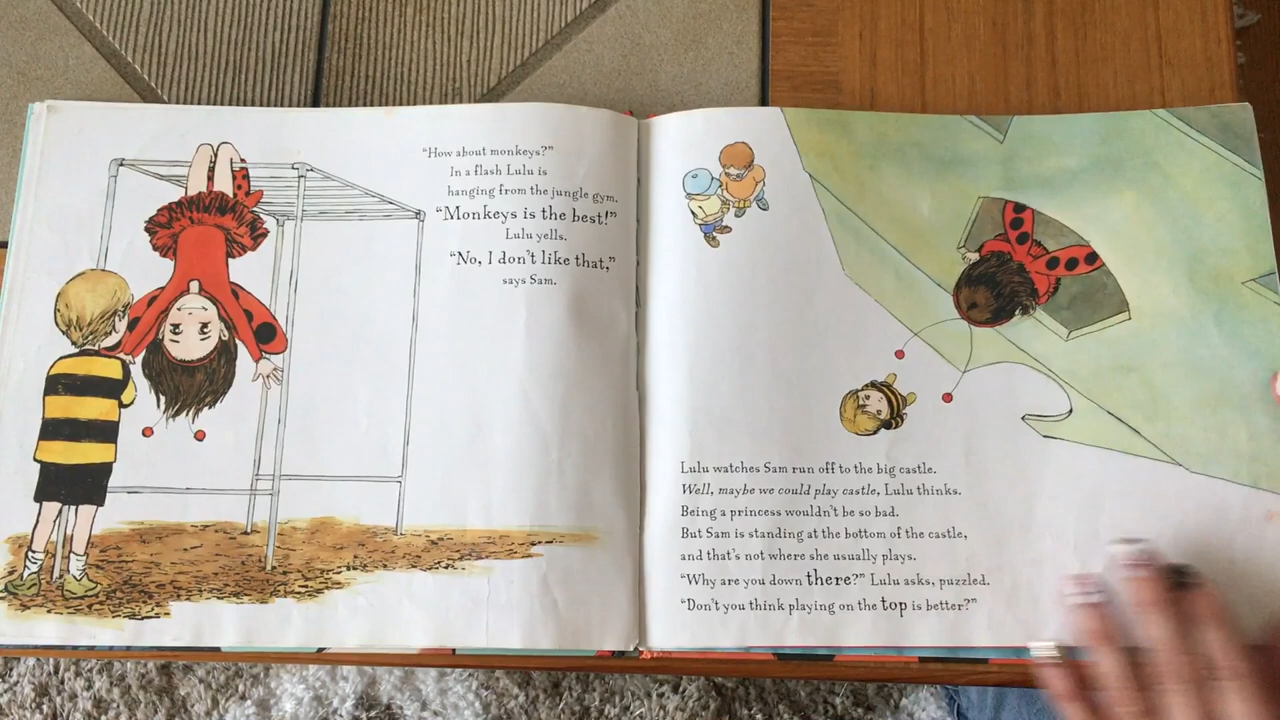 “How about monkeys?”
In a flash Lulu is
hanging from the jungle gym.
“Monkeys is the best!”
Lulu yells.
“No, I don’t like that,”
says Sam.
Lulu watches Sam run off to the big castle.
Well, maybe we could play castle, Lulu thinks.
Being a princess wouldn’t be so bad.
But Sam is standing at the bottom of the castle,
and that’s not where she usually plays.
“Why are you down there?” Lulu asks, puzzled.
“Don’t you think playing on the top is better?”